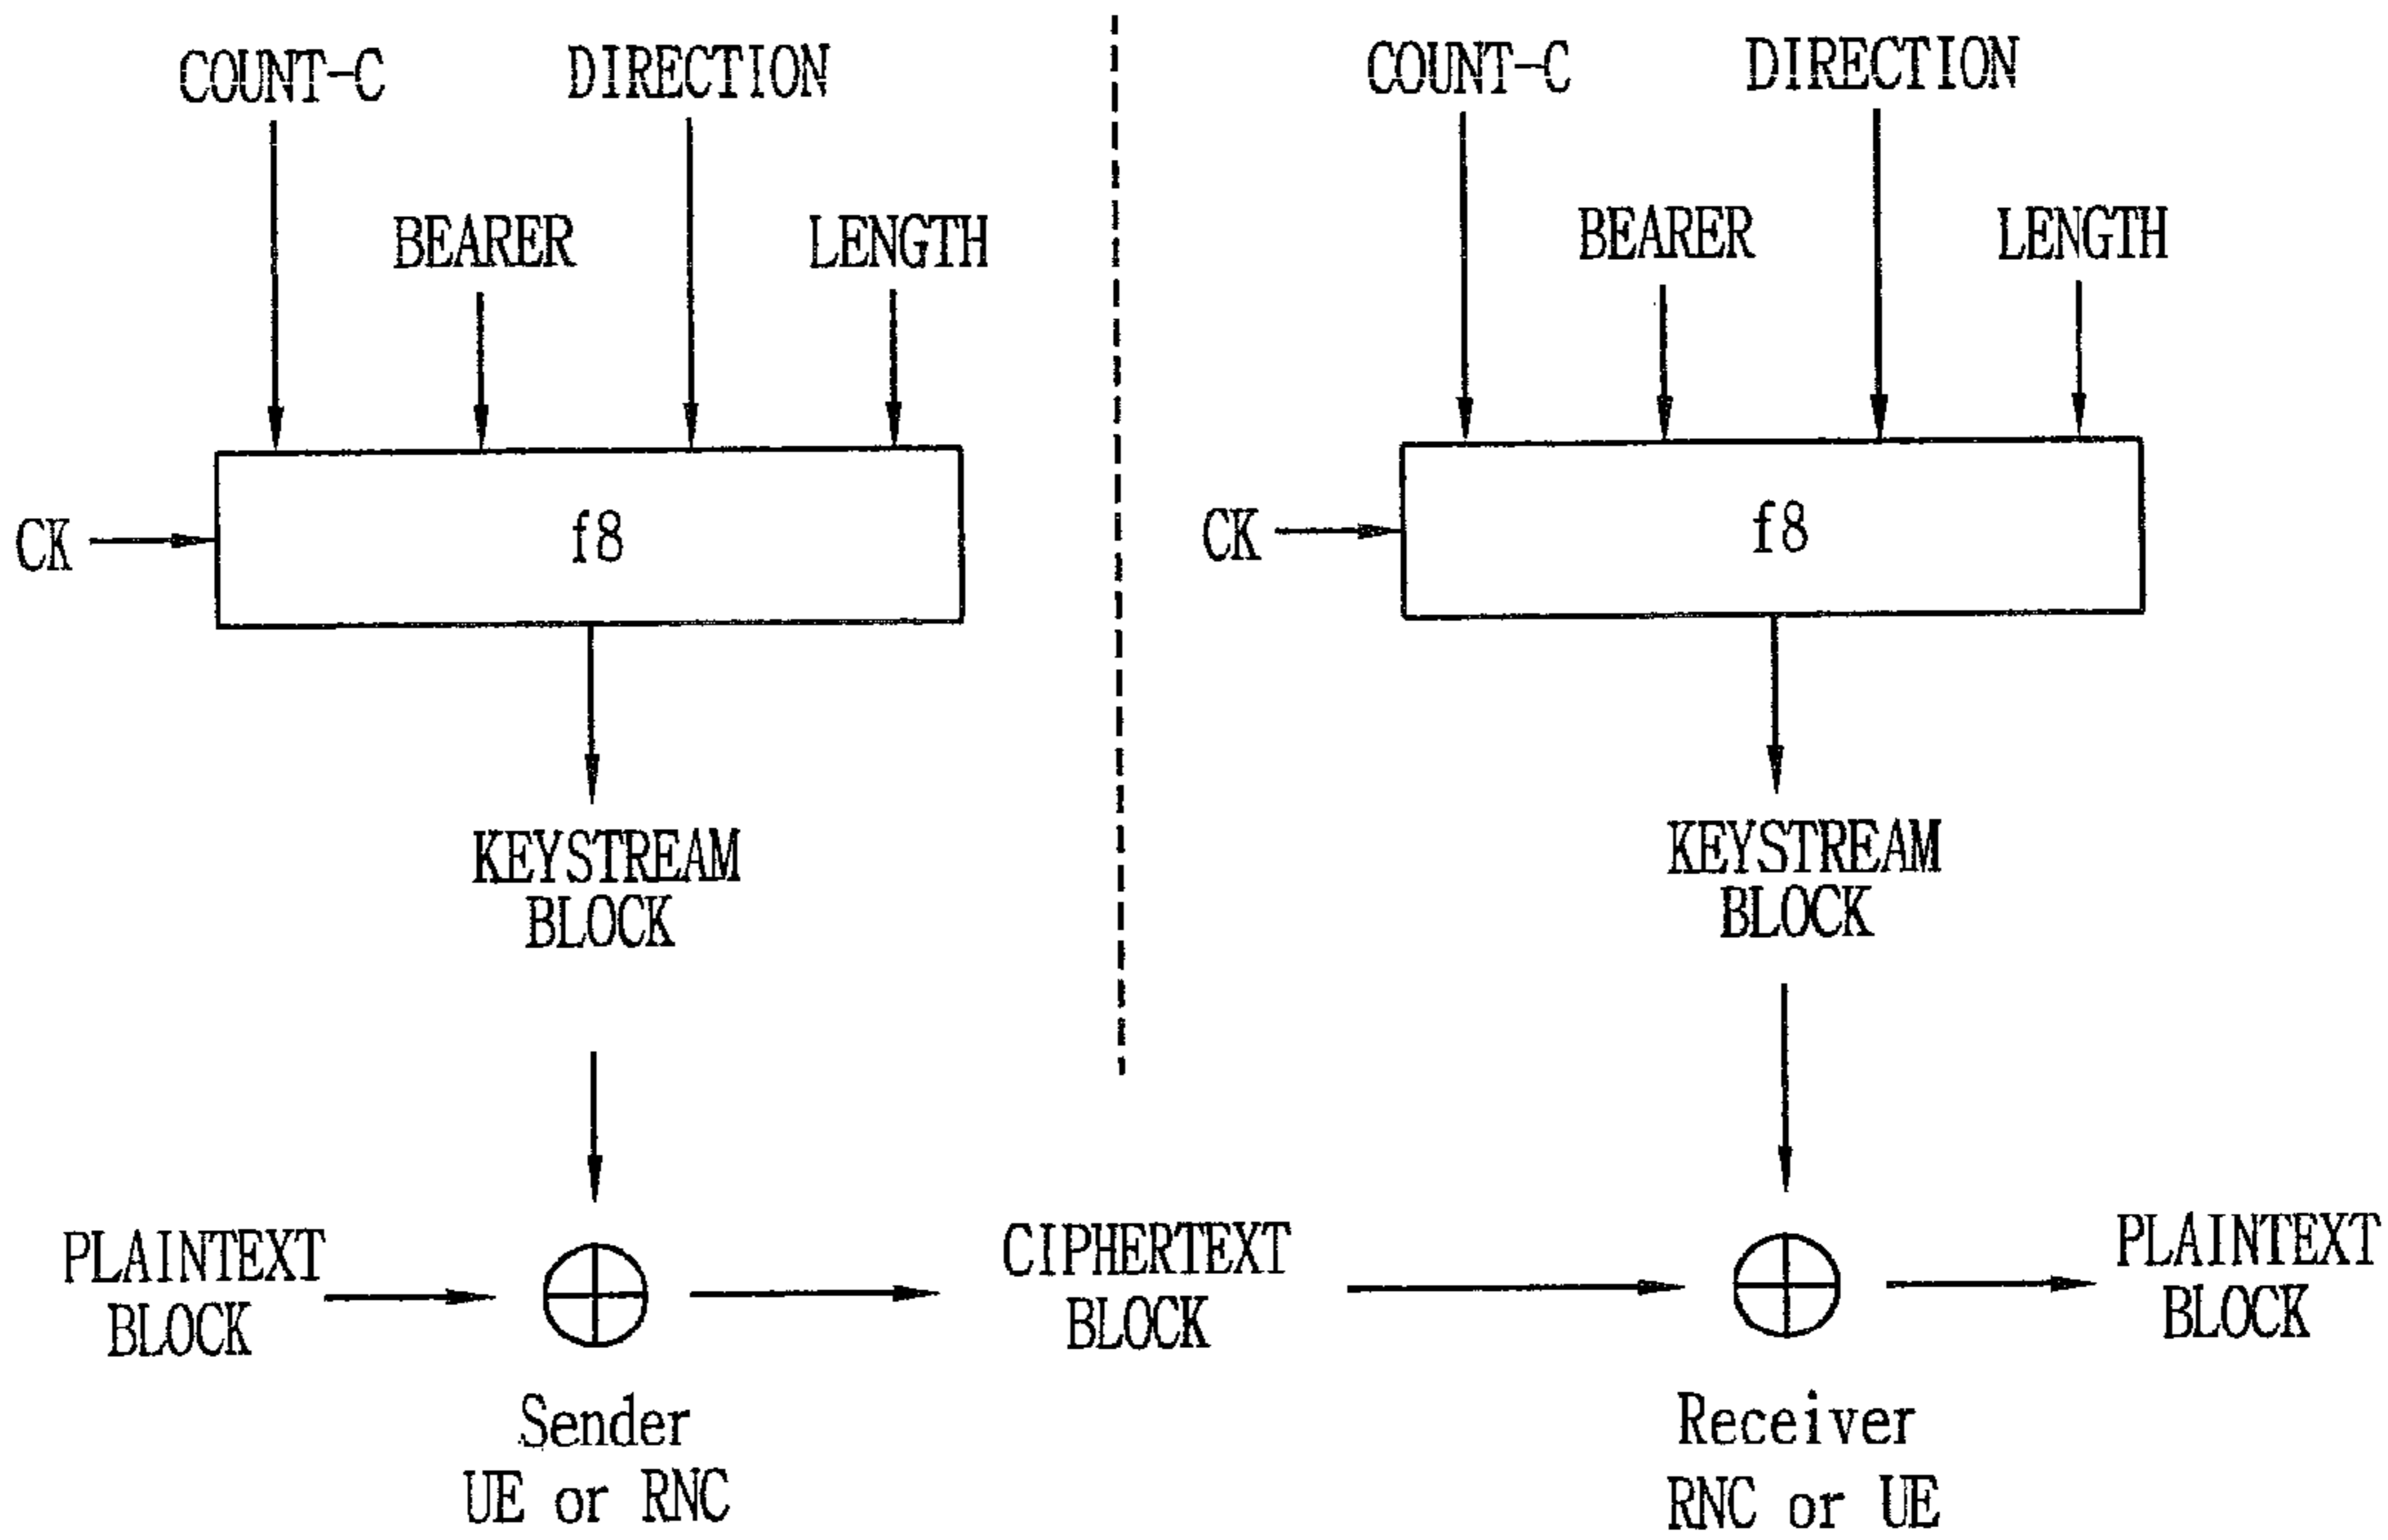 COUNT-C
DIRECTION
BEARER
LENGTH
CK
f8
KEYSTREAM
BLOCK
PLAINTEXT
BLOCK
Sender
UE or RNC
CIPHERTEXT
BLOCK
COUNT-C
DIRECTION
BEARER
LENGTH
CK
f8
KEYSTREAM
BLOCK
PLAINTEXT
BLOCK
Receiver
RNC or UE